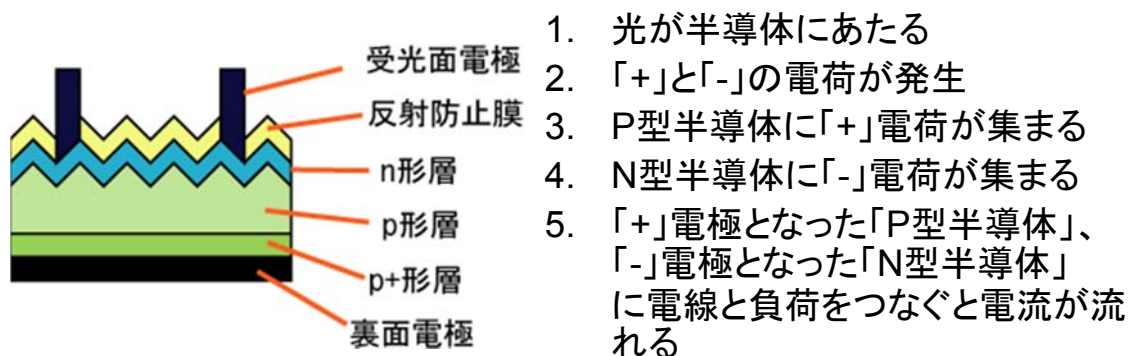 受光面電極
反射防止膜
n形層
p形層
p+形層
裏面電極
1. 光が半導体にあたる
2. 「+」と「-」の電荷が発生
3. P型半導体に「+」電荷が集まる
4. N型半導体に「-」電荷が集まる
5. 「+」電極となった「P型半導体」、
「-」電極となった「N型半導体」
に電線と負荷をつなぐと電流が流
れる